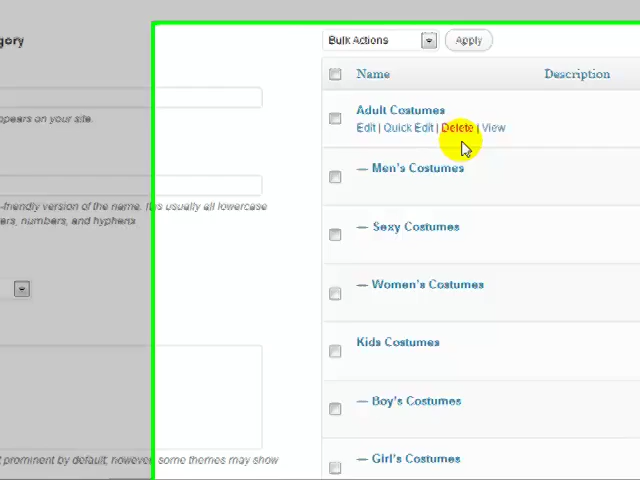 gory
Bulk Actions Apply
Name Description
ppears on your site.
Adult Costumes
Edit | Quick Edit | Delete | View
— Men's Costumes
-friendly version of the name. It is usually all lowercase
ers, numbers, and hyphens
— Sexy Costumes
— Women's Costumes
Kids Costumes
— Boy's Costumes
— Girl's Costumes
t prominent by default; however, some themes may show